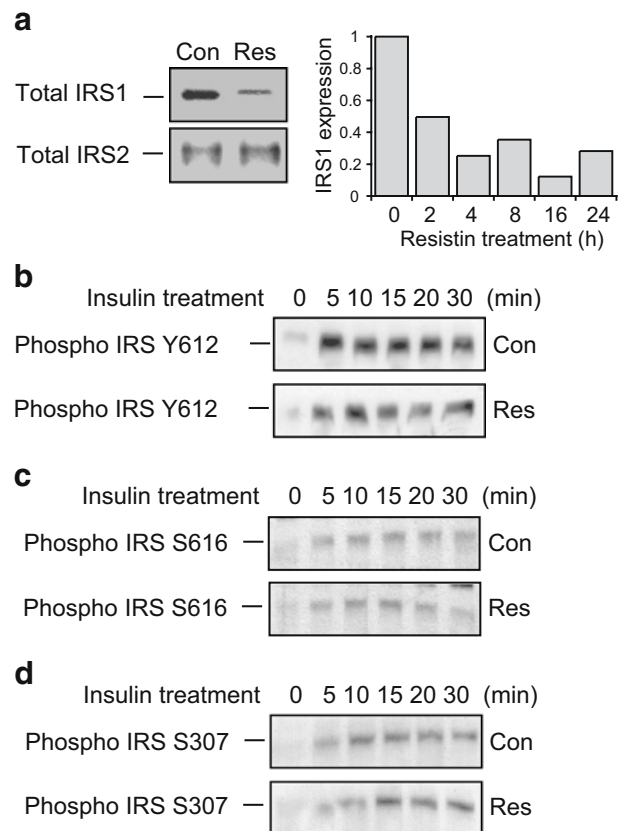 a
Con Res
Total IRS1
Total IRS2
IRS1 expression
1
0.8
0.6
0.4
0.2
0
0 2 4 8 16 24
Resistin treatment (h)
b
Insulin treatment 0 5 10 15 20 30 (min)
Phospho IRS Y612 Con
Phospho IRS Y612 Res
c
Insulin treatment 0 5 10 15 20 30 (min)
Phospho IRS S616 Con
Phospho IRS S616 Res
d
Insulin treatment 0 5 10 15 20 30 (min)
Phospho IRS S307 Con
Phospho IRS S307 Res